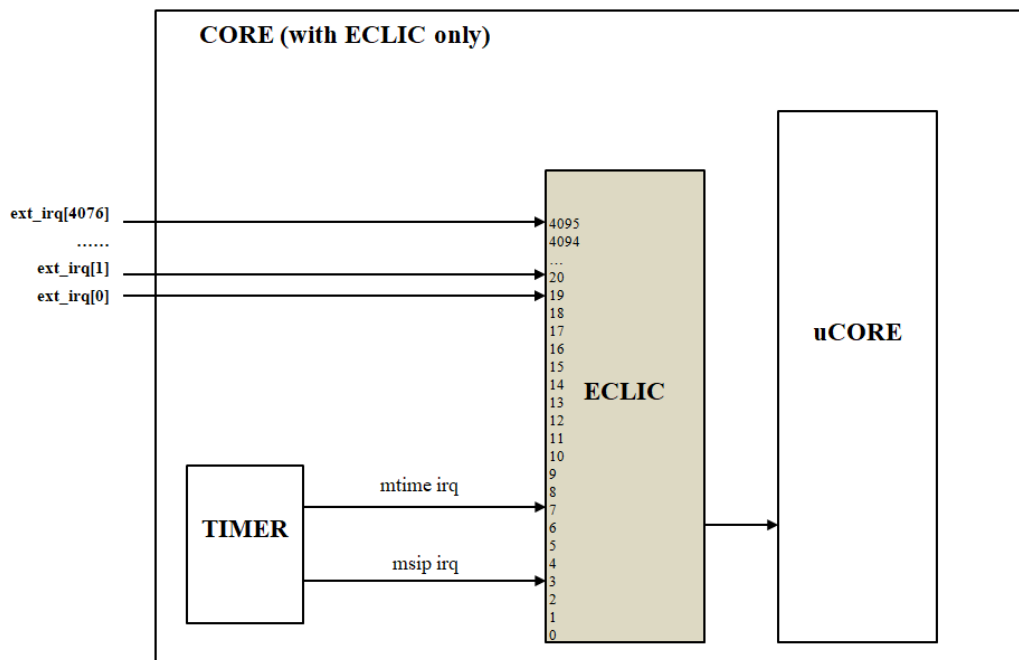 CORE (with ECLIC only)
ext_irq[4076]
......
ext_irq[1]
ext_irq[0]
4095
4094
...
20
19
18
17
16
15
14
13
12
11
10
9
8
7
6
5
4
3
2
1
0
ECLIC
uCORE
TIMER
mtime irq
msip irq